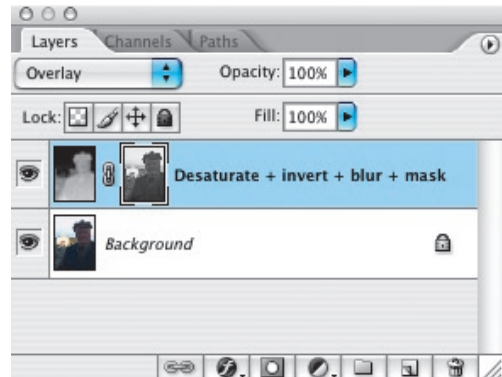 Layers Channels Paths
Overlay Opacity: 100%
Lock: Fill: 100%
Desaturate + invert + blur + mask
Background